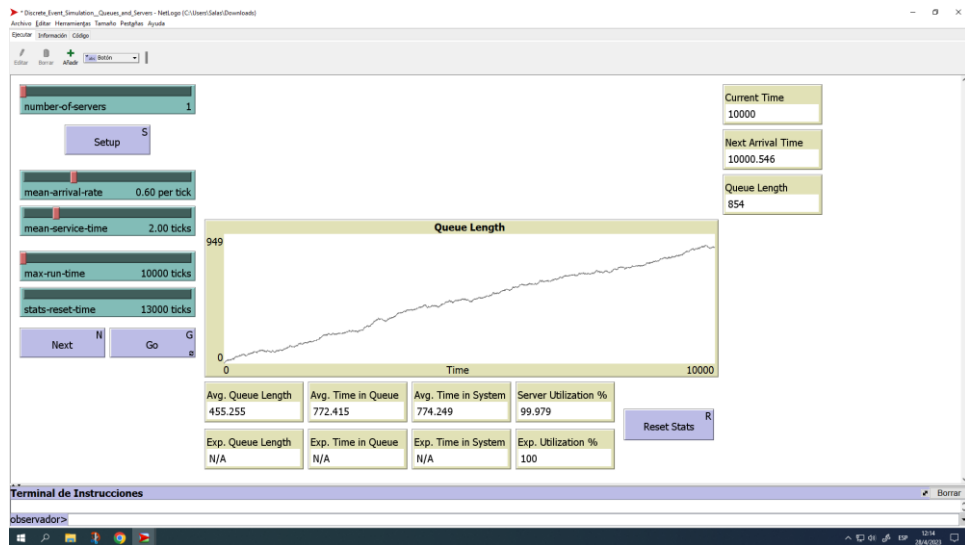 *Discrete_Event_Simulation__Queues_and_Servers - NetLogo {C:\Users\Salas\Downloads}
Archivo Editar Herramientas Tamaño Pestañas Ayuda
Ejecutar Información Código
Editar Borrar Añadir Botón
number-of-servers 1
S
Setup
mean-arrival-rate 0.60 per tick
mean-service-time 2.00 ticks
max-run-time 10000 ticks
stats-reset-time 13000 ticks
N
Next
G
Go
Current Time
10000
Next Arrival Time
10000.546
Queue Length
854
Queue Length
949
0
0 Time 10000
Avg. Queue Length Avg. Time in Queue Avg. Time in System Server Utilization %
455.255 772.415 774.249 99.979
R
Reset Stats
Exp. Queue Length Exp. Time in Queue Exp. Time in System Exp. Utilization %
N/A N/A N/A 100
Terminal de Instrucciones Borrar
observador>
ESP 12:14
28/4/2023